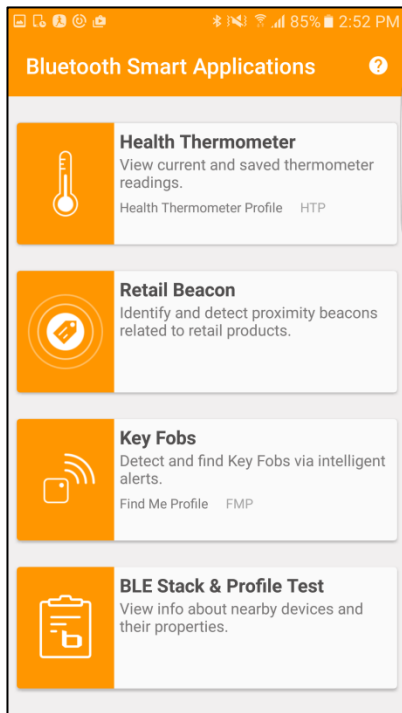 85% 2:52 PM
Bluetooth Smart Applications ?
Health Thermometer
View current and saved thermometer
readings.
Health Thermometer Profile HTP
Retail Beacon
Identify and detect proximity beacons
related to retail products.
Key Fobs
Detect and find Key Fobs via intelligent
alerts.
Find Me Profile FMP
BLE Stack & Profile Test
View info about nearby devices and
their properties.